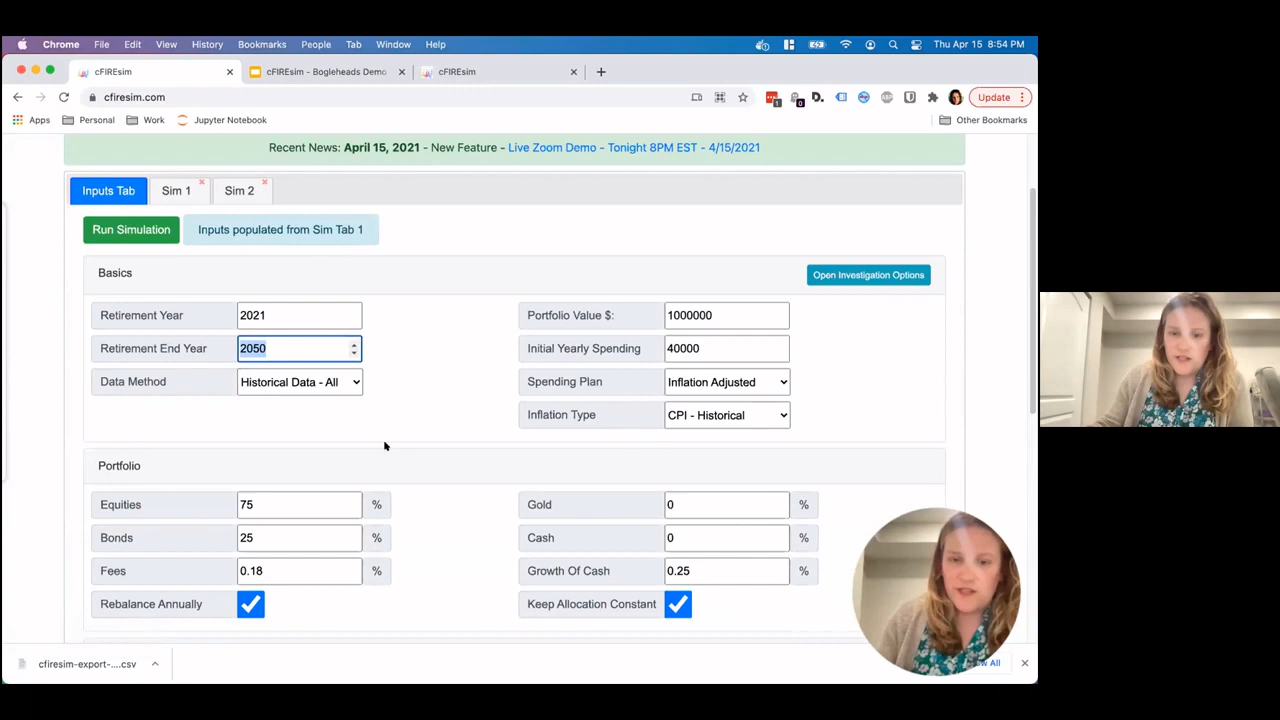 Chrome File Edit View History Bookmarks People Tab Window Help Thu Apr 15 8:54 PM
cFIREsim cFIREsim - Bogleheads Demo cFIREsim
cfiresim.com Update
Apps Personal Work Jupyter Notebook Other Bookmarks
Recent News: April 15, 2021 - New Feature - Live Zoom Demo - Tonight 8PM EST - 4/15/2021
Inputs Tab Sim 1 Sim 2
Run Simulation Inputs populated from Sim Tab 1
Basics Open Investigation Options
Retirement Year 2021 Portfolio Value $: 1000000
Retirement End Year 2050 Initial Yearly Spending 40000
Data Method Historical Data - All Spending Plan Inflation Adjusted
Inflation Type CPI - Historical
Portfolio
Equities 75 % Gold 0 %
Bonds 25 % Cash 0 %
Fees 0.18 % Growth Of Cash 0.25 %
Rebalance Annually Keep Allocation Constant
cfiresim-export-....csv All